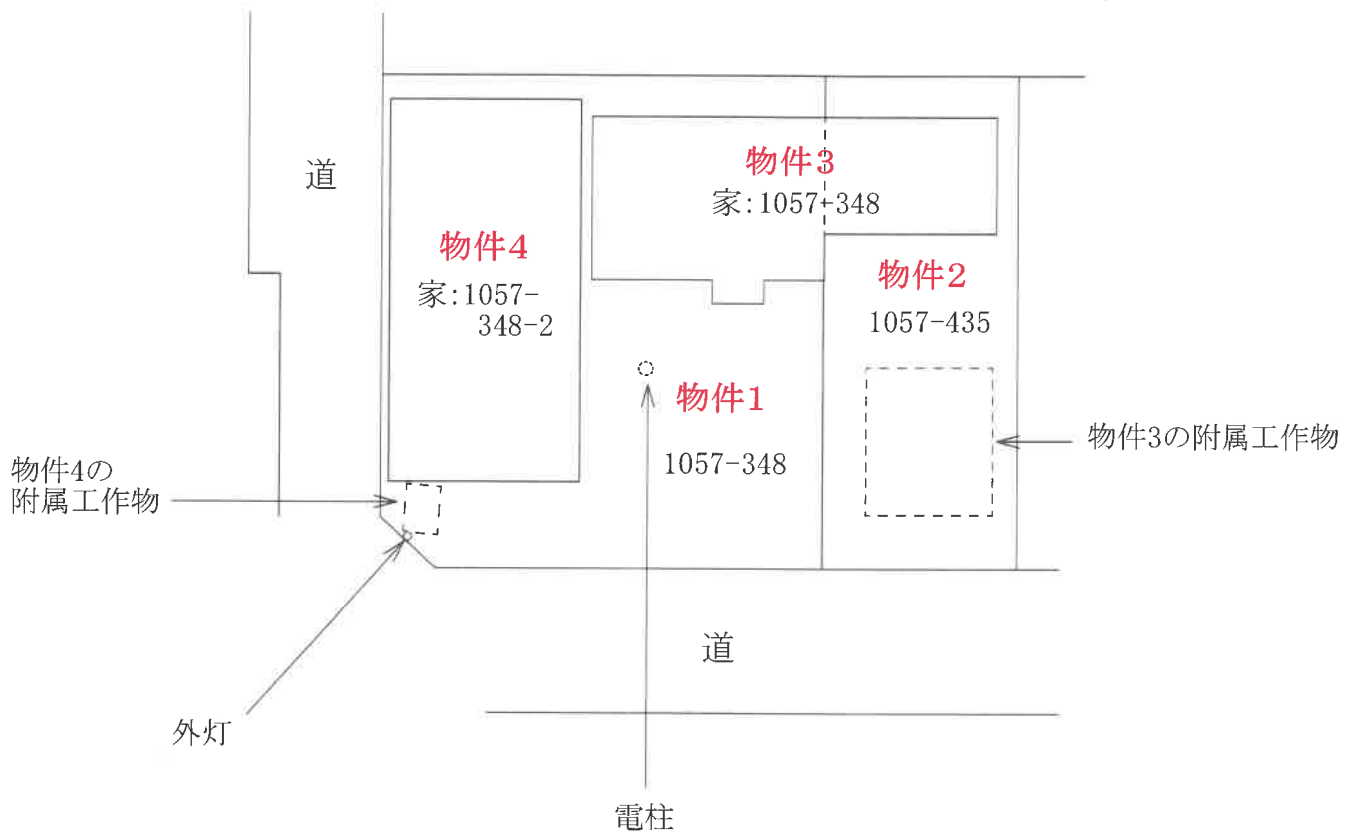 道
物件3
家:1057-348
物件4
家:1057-
348-2
物件2
1057-435
物件1
1057-348
物件3の附属工作物
物件4の
附属工作物
道
外灯
電柱